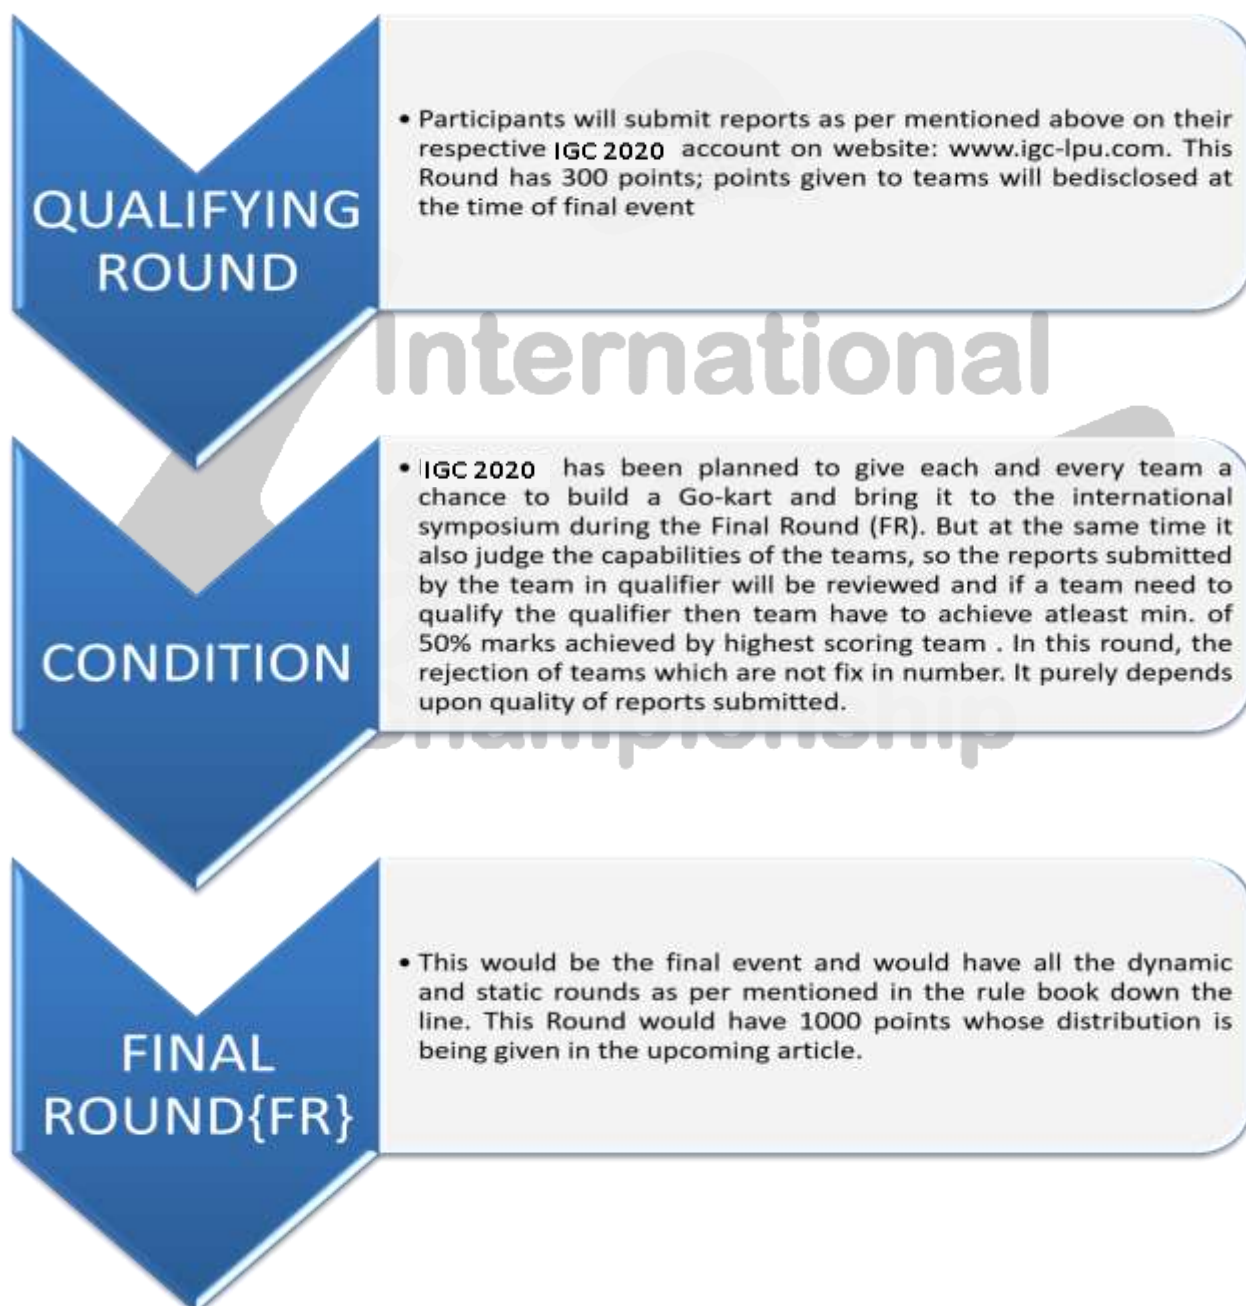 QUALIFYING
ROUND
• Participants will submit reports as per mentioned above on their
respective IGC 2020 account on website: www.igc-lpu.com. This
Round has 300 points; points given to teams will bedisclosed at
the time of final event
International
CONDITION
• IGC 2020 has been planned to give each and every team a
chance to build a Go-kart and bring it to the international
symposium during the Final Round (FR). But at the same time it
also judge the capabilities of the teams, so the reports submitted
by the team in qualifier will be reviewed and if a team need to
qualify the qualifier then team have to achieve atleast min. of
50% marks achieved by highest scoring team . In this round, the
rejection of teams which are not fix in number. It purely depends
upon quality of reports submitted.
Championship
FINAL
ROUND{FR}
• This would be the final event and would have all the dynamic
and static rounds as per mentioned in the rule book down the
line. This Round would have 1000 points whose distribution is
being given in the upcoming article.